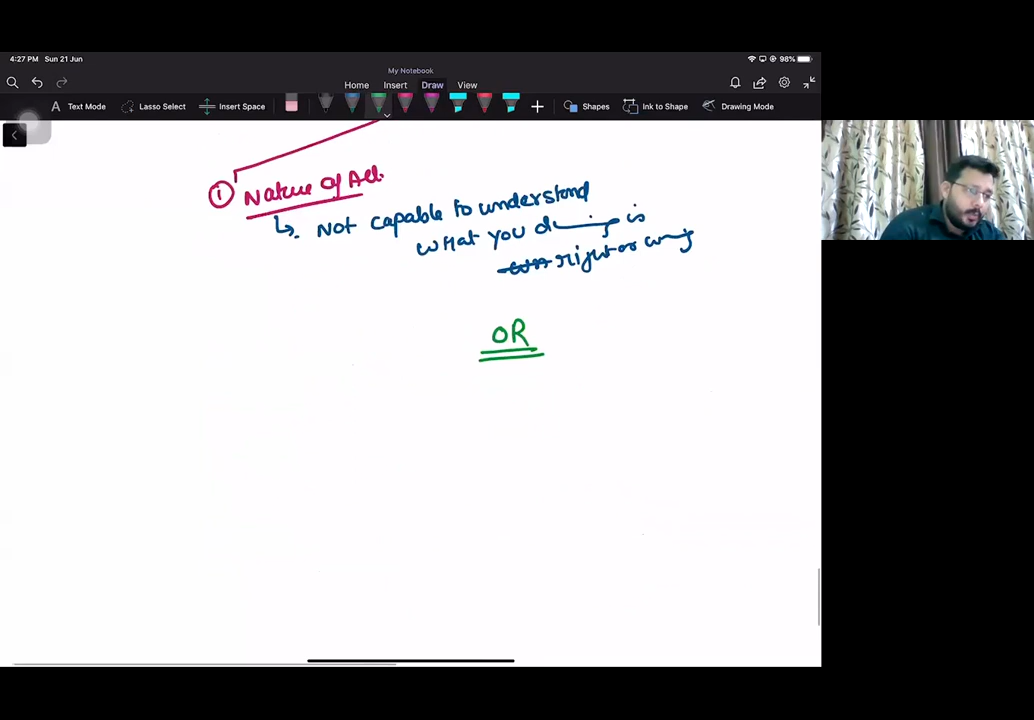 4:27 PM Sun 21 Jun
98%
My Notebook
Home Insert Draw View
Text Mode Lasso Select Insert Space Shapes Ink to Shape Drawing Mode
① Nature of Act.
Not capable to understand
what you is
right or
OR